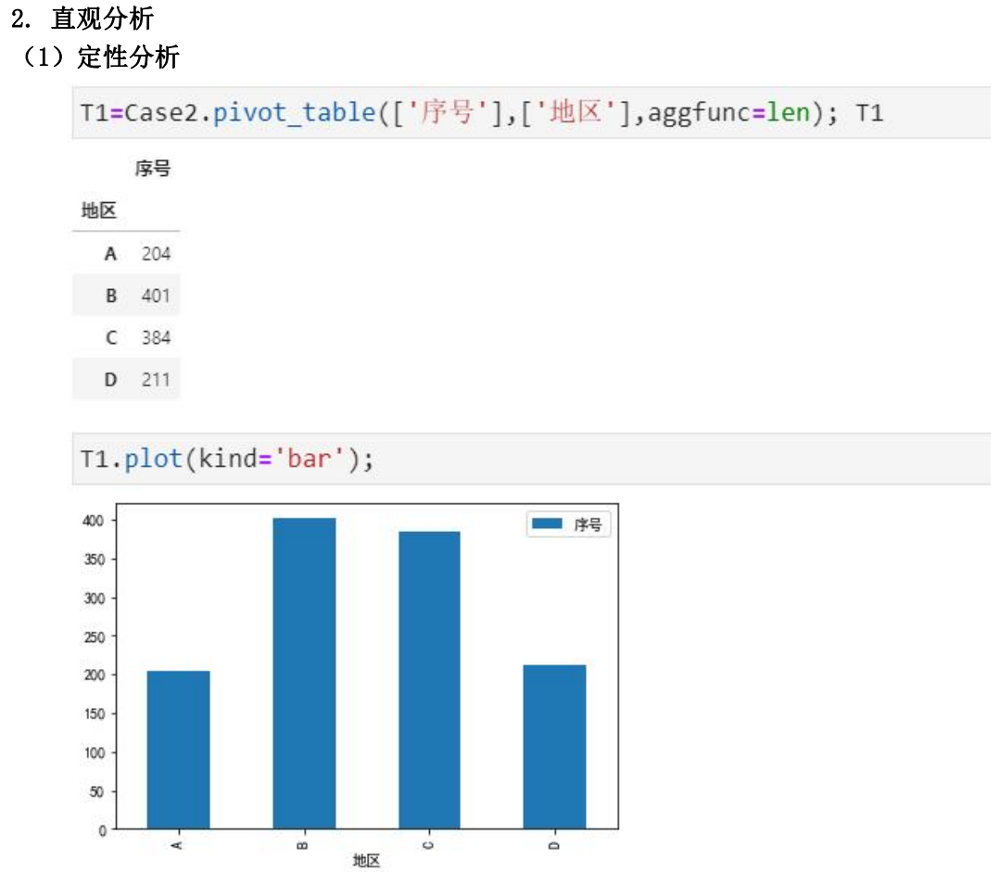 2. 直观分析
（1）定性分析
T1=Case2.pivot_table(['序号'],['地区'],aggfunc=len); T1
序号
地区
A 204
B 401
C 384
D 211
T1.plot(kind='bar');
400
350
300
250
200
150
100
50
0
序号
A B C D
地区